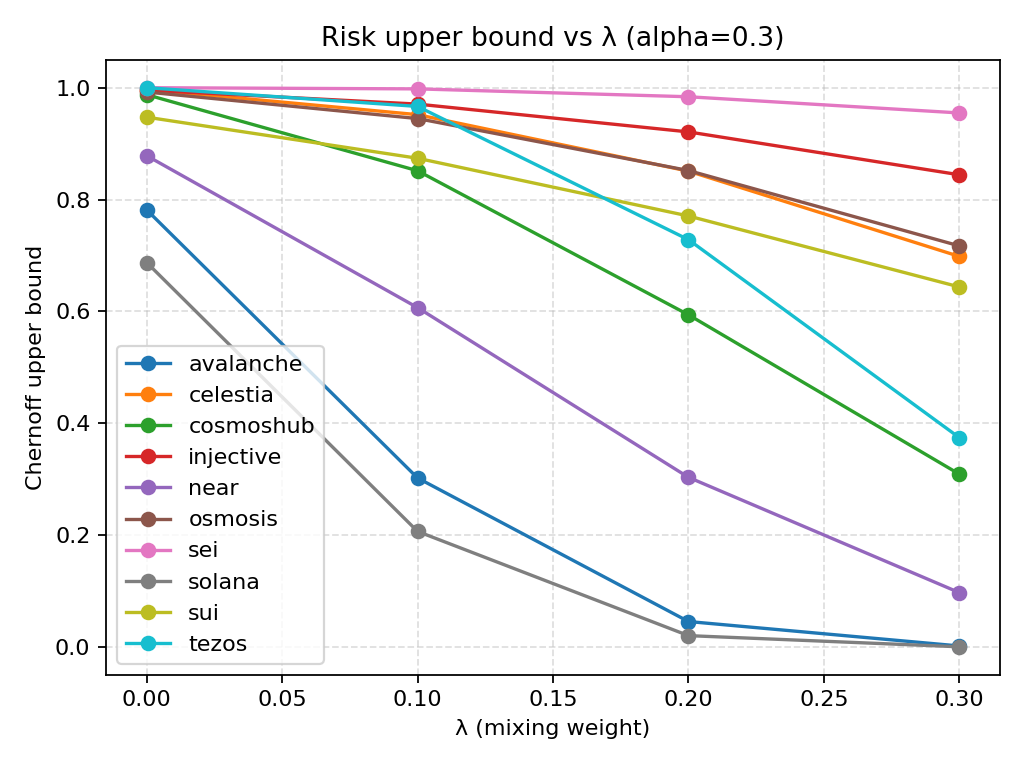 Risk upper bound vs λ (alpha=0.3)
Chernoff upper bound
1.0
0.8
0.6
0.4
0.2
0.0
avalanche
celestia
cosmoshub
injective
near
osmosis
sei
solana
sui
tezos
0.00 0.05 0.10 0.15 0.20 0.25 0.30
λ (mixing weight)